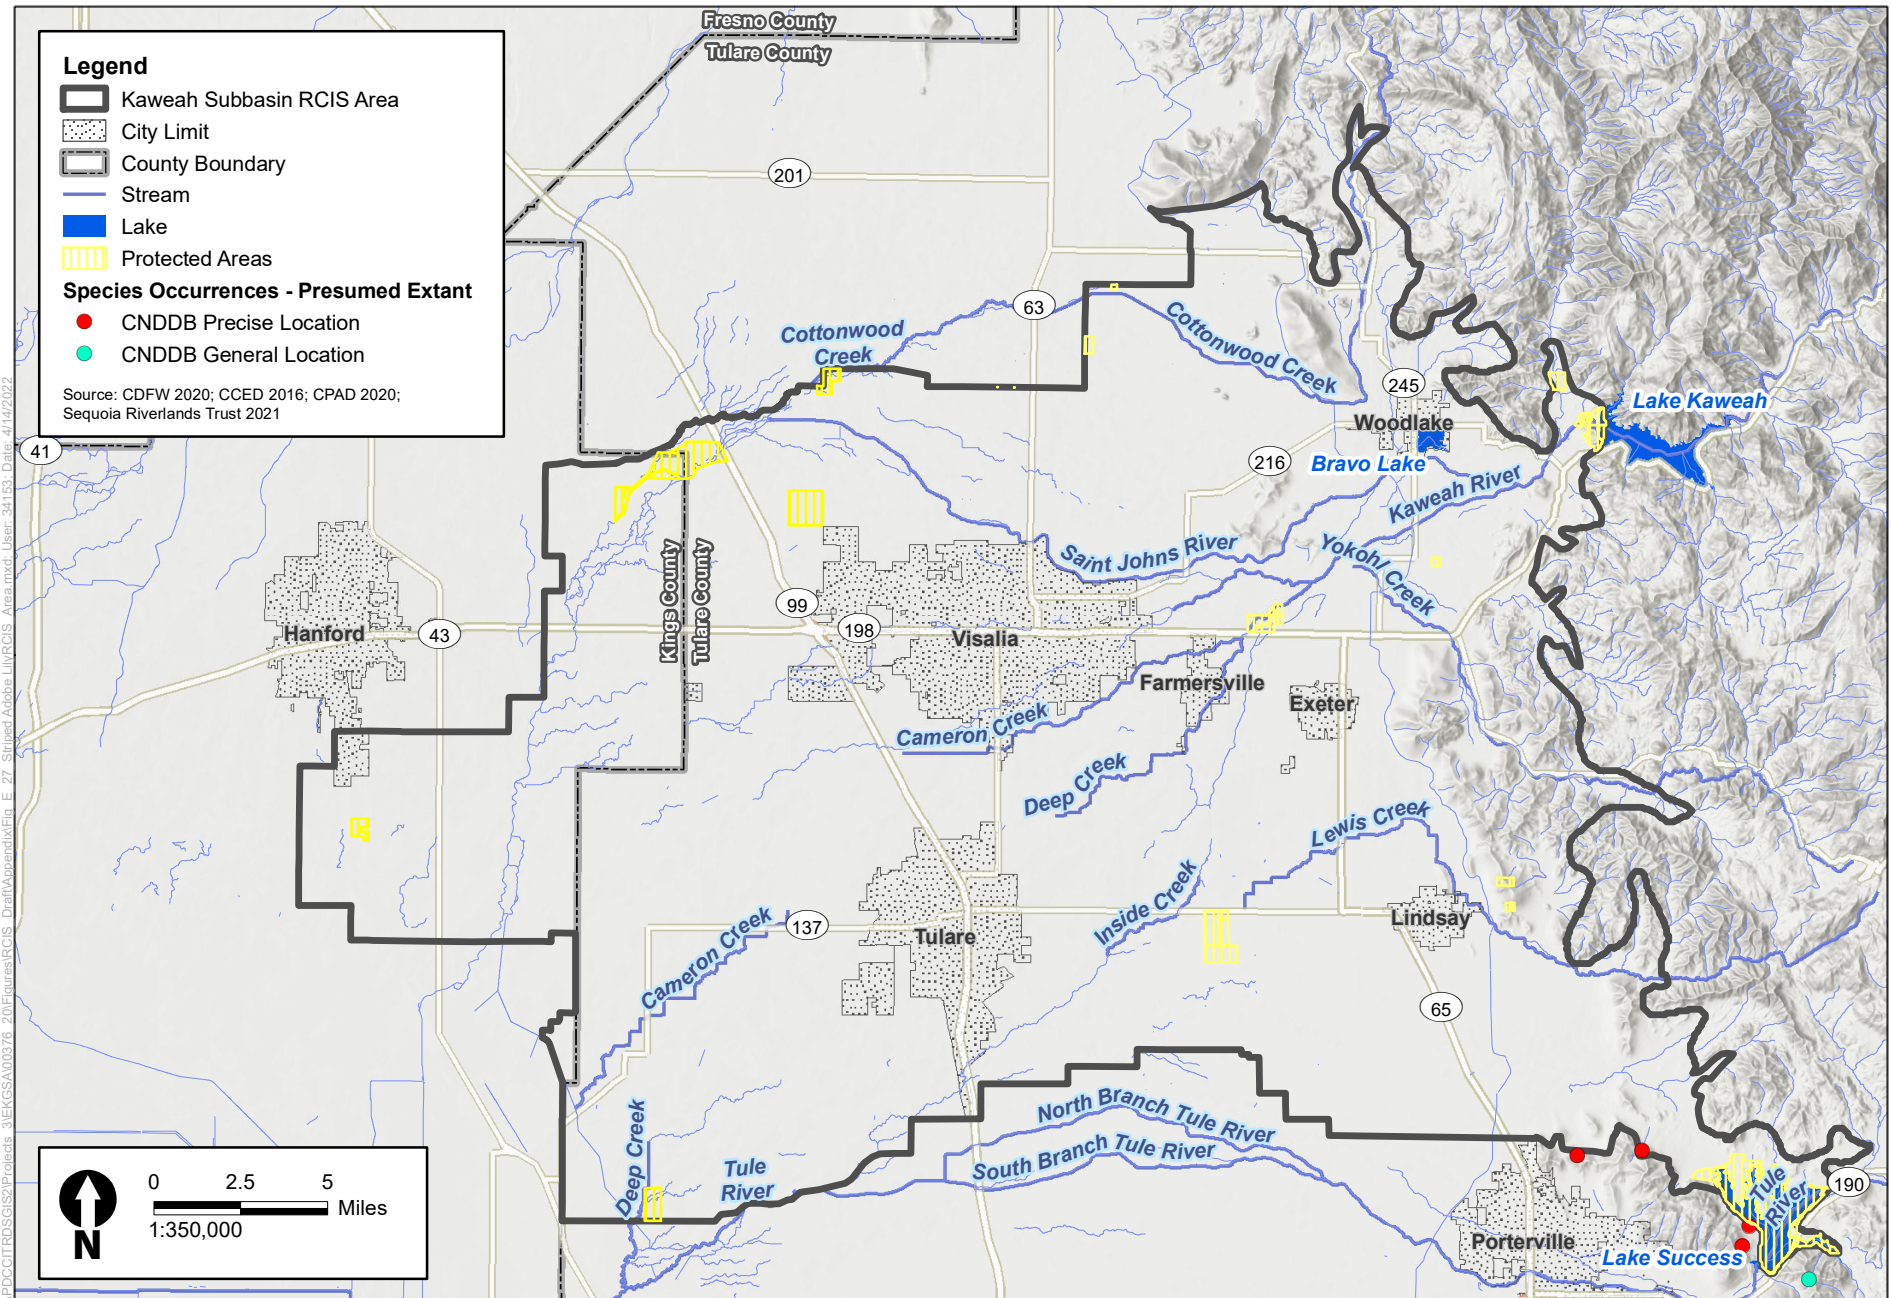 Legend
Kaweah Subbasin RCIS Area
City Limit
County Boundary
Stream
Lake
Protected Areas
Species Occurrences - Presumed Extant
CNDDB Precise Location
CNDDB General Location
Source: CDFW 2020; CCED 2016; CPAD 2020;
Sequoia Riverlands Trust 2021
Fresno County
Tulare County
201
63
Cottonwood
Creek
Cottonwood Creek
245
Woodlake
Lake Kaweah
Bravo Lake
216
Kaweah River
41
Saint Johns River
Yokohl Creek
Kings County
Tulare County
99
198
Hanford
43
Visalia
Farmersville
Exeter
Cameron Creek
Deep Creek
Lewis Creek
Inside Creek
Lindsay
Cameron Creek
137
Tulare
65
North Branch Tule River
South Branch Tule River
Deep Creek
Tule
River
Tule
River
190
Porterville
Lake Success
N
0 2.5 5
Miles
1:350,000